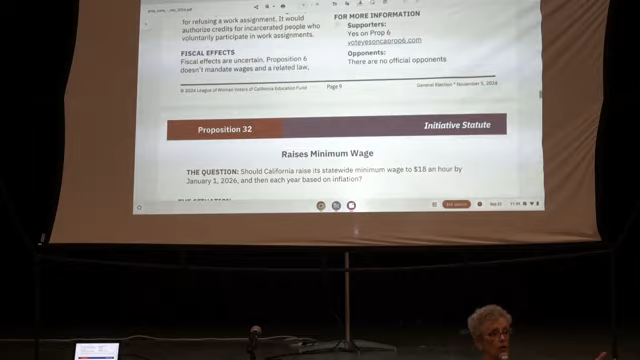 for refusing a work assignment. It would
authorize credits for incarcerated people who
voluntarily participate in work assignments.
FISCAL EFFECTS
Fiscal effects are uncertain. Proposition 6
doesn't mandate wages and a related law,
FOR MORE INFORMATION
Supporters:
Yes on Prop 6
voteyesoncaprop6.com
Opponents:
There are no official opponents
© 2024 League of Women Voters of California Education Fund
Page 9
General Election * November 5, 2024
Proposition 32
Initiative Statute
Raises Minimum Wage
THE QUESTION: Should California raise its statewide minimum wage to $18 an hour by
January 1, 2026, and then each year based on inflation?